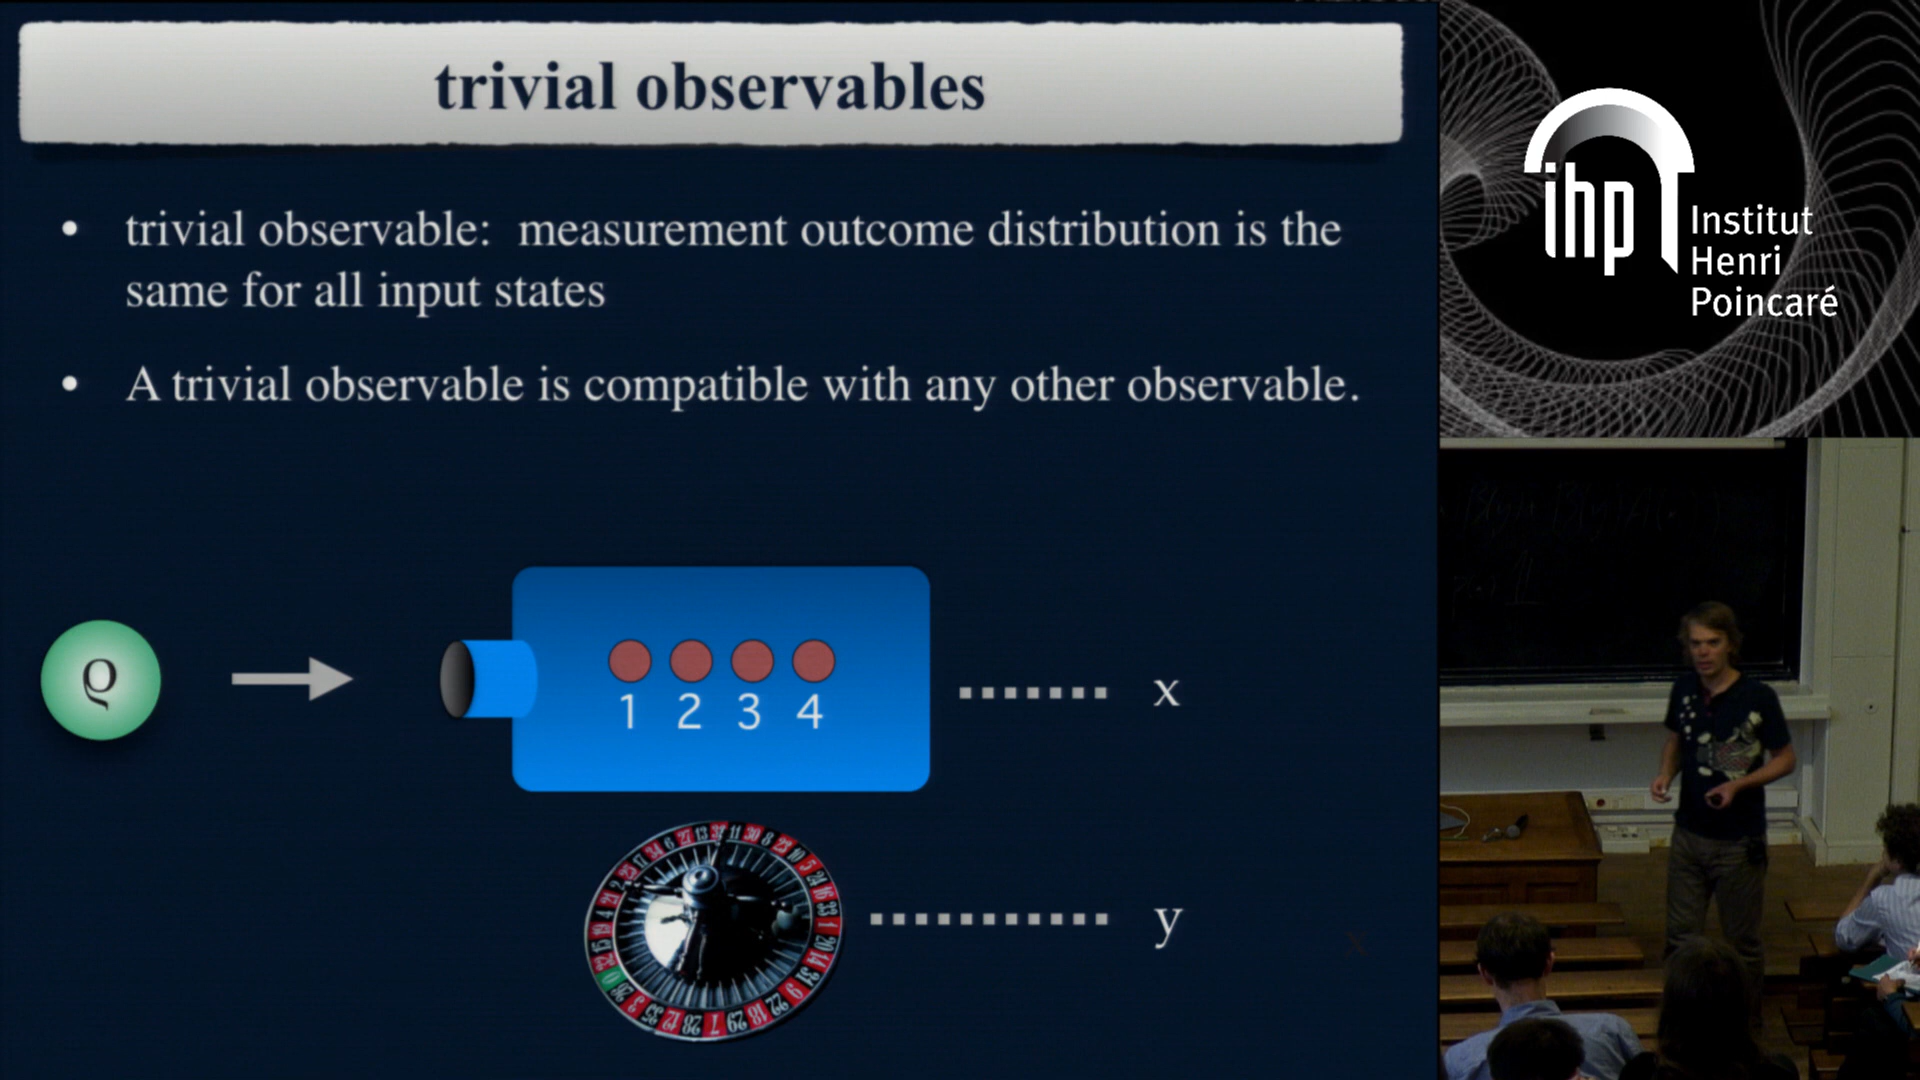 trivial observables
• trivial observable: measurement outcome distribution is the
same for all input states
• A trivial observable is compatible with any other observable.
ϱ
1 2 3 4
x
y
ihp Institut
Henri
Poincaré